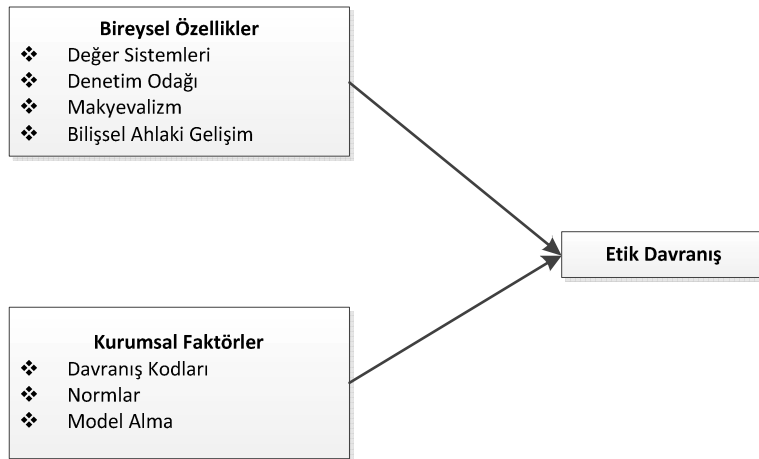 Bireysel Özellikler
❖ Değer Sistemleri
❖ Denetim Odağı
❖ Makyevalizm
❖ Bilişsel Ahlaki Gelişim
Etik Davranış
Kurumsal Faktörler
❖ Davranış Kodları
❖ Normlar
❖ Model Alma